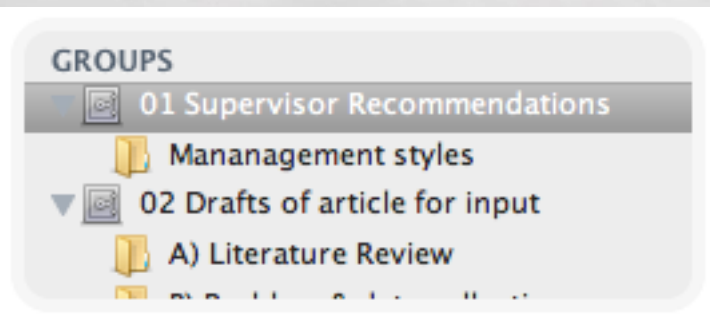 GROUPS
01 Supervisor Recommendations
Mananagement styles
02 Drafts of article for input
A) Literature Review